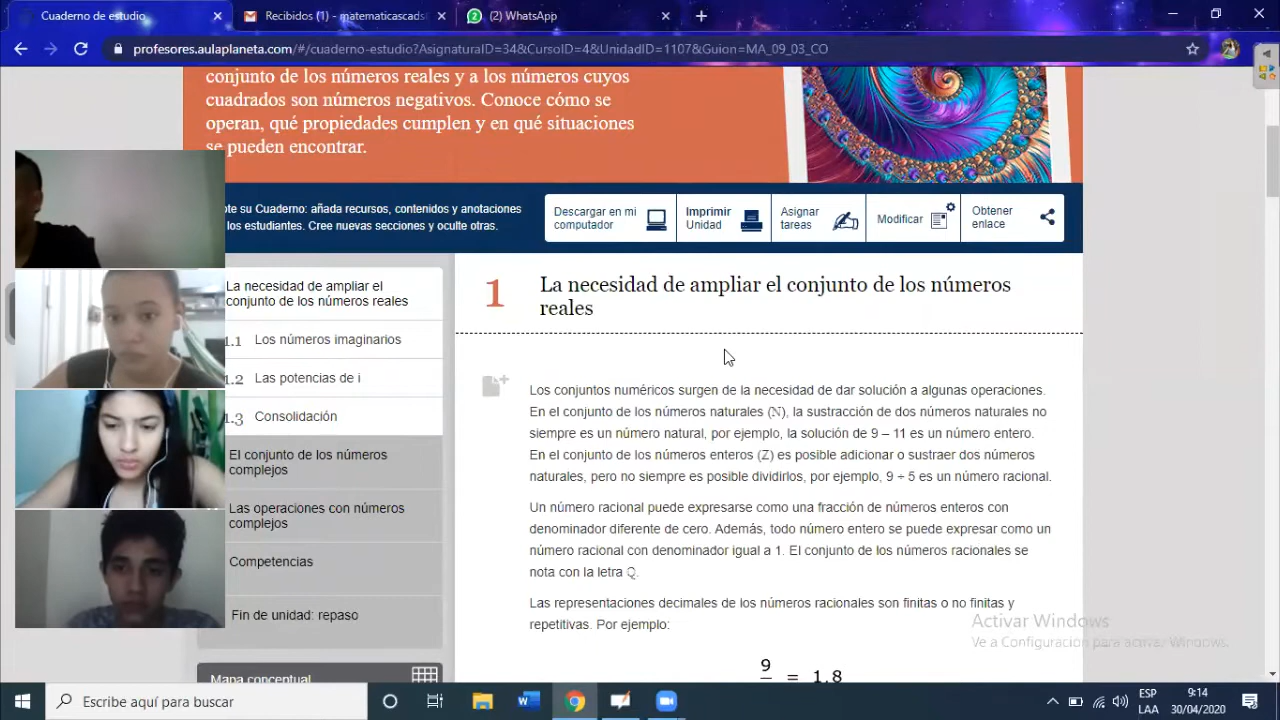 Cuaderno de estudio
Recibidos (1) - matematicascads
(2) WhatsApp
profesores.aulaplaneta.com/#/cuaderno-estudio?AsignaturaID=34&CursoID=4&UnidadID=1107&Guion=MA_09_03_CO
conjunto de los números reales y a los números cuyos
cuadrados son números negativos. Conoce cómo se
operan, qué propiedades cumplen y en qué situaciones
se pueden encontrar.
su Cuaderno: añada recursos, contenidos y anotaciones
los estudiantes. Cree nuevas secciones y oculte otras.
Descargar en mi
computador
Imprimir
Unidad
Asignar
tareas
Modificar
Obtener
enlace
La necesidad de ampliar el
conjunto de los números reales
1.1 Los números imaginarios
1.2 Las potencias de i
1.3 Consolidación
El conjunto de los números
complejos
Las operaciones con números
complejos
Competencias
Fin de unidad: repaso
Mapa conceptual
1 La necesidad de ampliar el conjunto de los números
reales
Los conjuntos numéricos surgen de la necesidad de dar solución a algunas operaciones.
En el conjunto de los números naturales (ℕ), la sustracción de dos números naturales no
siempre es un número natural, por ejemplo, la solución de 9 – 11 es un número entero.
En el conjunto de los números enteros (ℤ) es posible adicionar o sustraer dos números
naturales, pero no siempre es posible dividirlos, por ejemplo, 9 ÷ 5 es un número racional.
Un número racional puede expresarse como una fracción de números enteros con
denominador diferente de cero. Además, todo número entero se puede expresar como un
número racional con denominador igual a 1. El conjunto de los números racionales se
nota con la letra ℚ.
Las representaciones decimales de los números racionales son finitas o no finitas y
repetitivas. Por ejemplo:
9
= 1,8
Activar Windows
Ve a Configuración para activar Windows.
Escribe aquí para buscar
ESP
LAA
9:14
30/04/2020